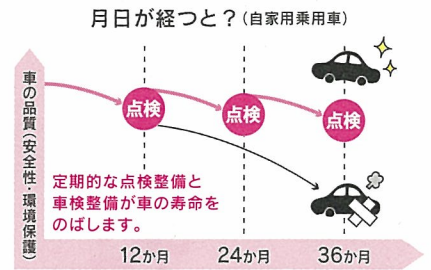 月日が経つと?(自家用乗用車)
車の品質(安全性・環境保護)
点検
点検
点検
定期的な点検整備と
車検整備が車の寿命を
のばします。
12か月
24か月
36か月